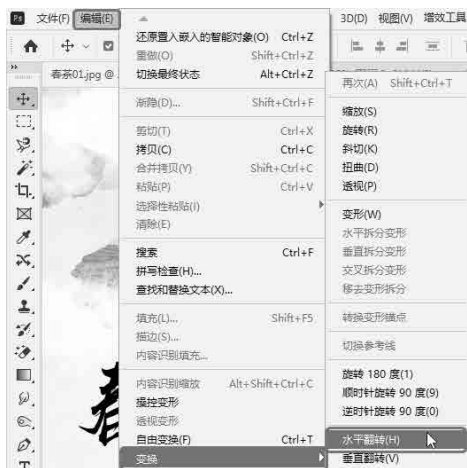 Ps 文件(F) 编辑(E) 3D(D) 视图(V) 增效工具
春茶01.jpg @
还原置入嵌入的智能对象(O) Ctrl+Z
重做(O) Shift+Ctrl+Z
切换最终状态 Alt+Ctrl+Z
渐隐(D)... Shift+Ctrl+F
剪切(T) Ctrl+X
拷贝(C) Ctrl+C
合并拷贝(Y) Shift+Ctrl+C
粘贴(P) Ctrl+V
选择性粘贴(I)
清除(E)
搜索 Ctrl+F
拼写检查(H)...
查找和替换文本(X)...
填充(L)... Shift+F5
描边(S)...
内容识别填充...
内容识别缩放 Alt+Shift+Ctrl+C
操控变形
透视变形
自由变换(F) Ctrl+T
变换
再次(A) Shift+Ctrl+T
缩放(S)
旋转(R)
斜切(K)
扭曲(D)
透视(P)
变形(W)
水平拆分变形
垂直拆分变形
交叉拆分变形
移去变形拆分
转换变形锚点
切换参考线
旋转 180 度(1)
顺时针旋转 90 度(9)
逆时针旋转 90 度(0)
水平翻转(H)
垂直翻转(V)
春